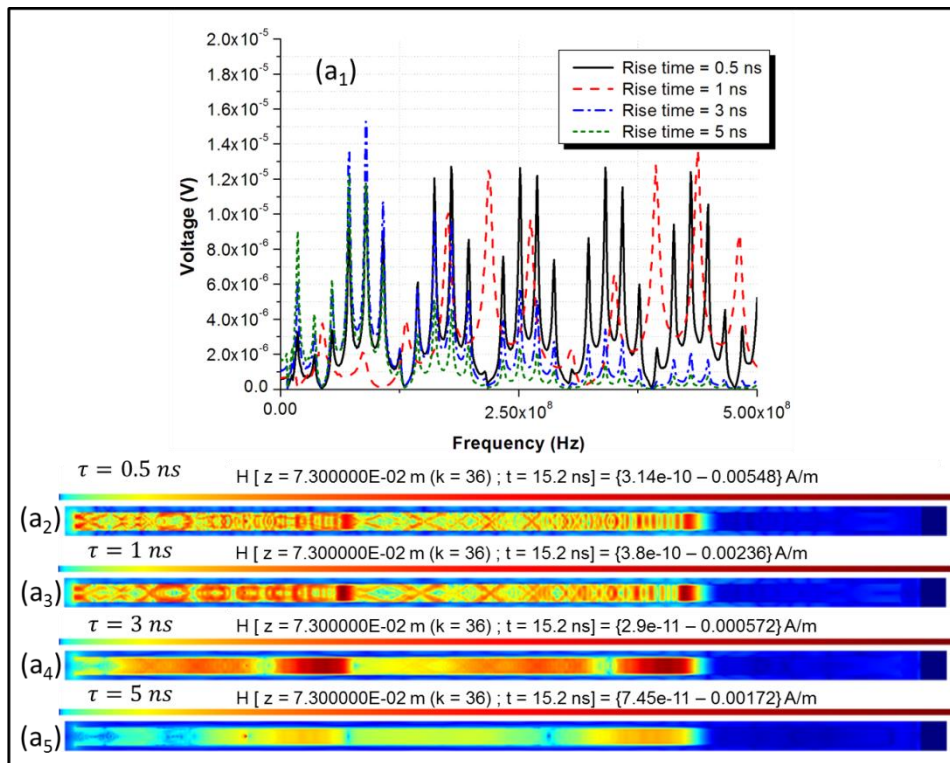 2.0x10⁻⁵
1.8x10⁻⁵
1.6x10⁻⁵
1.4x10⁻⁵
1.2x10⁻⁵
1.0x10⁻⁵
8.0x10⁻⁶
6.0x10⁻⁶
4.0x10⁻⁶
2.0x10⁻⁶
0.0
Voltage (V)
(a₁)
Rise time = 0.5 ns
Rise time = 1 ns
Rise time = 3 ns
Rise time = 5 ns
0.00 2.50x10⁸ 5.00x10⁸
Frequency (Hz)
τ = 0.5 ns H [ z = 7.300000E-02 m (k = 36) ; t = 15.2 ns] = {3.14e-10 – 0.00548} A/m
(a₂)
τ = 1 ns H [ z = 7.300000E-02 m (k = 36) ; t = 15.2 ns] = {3.8e-10 – 0.00236} A/m
(a₃)
τ = 3 ns H [ z = 7.300000E-02 m (k = 36) ; t = 15.2 ns] = {2.9e-11 – 0.000572} A/m
(a₄)
τ = 5 ns H [ z = 7.300000E-02 m (k = 36) ; t = 15.2 ns] = {7.45e-11 – 0.00172} A/m
(a₅)